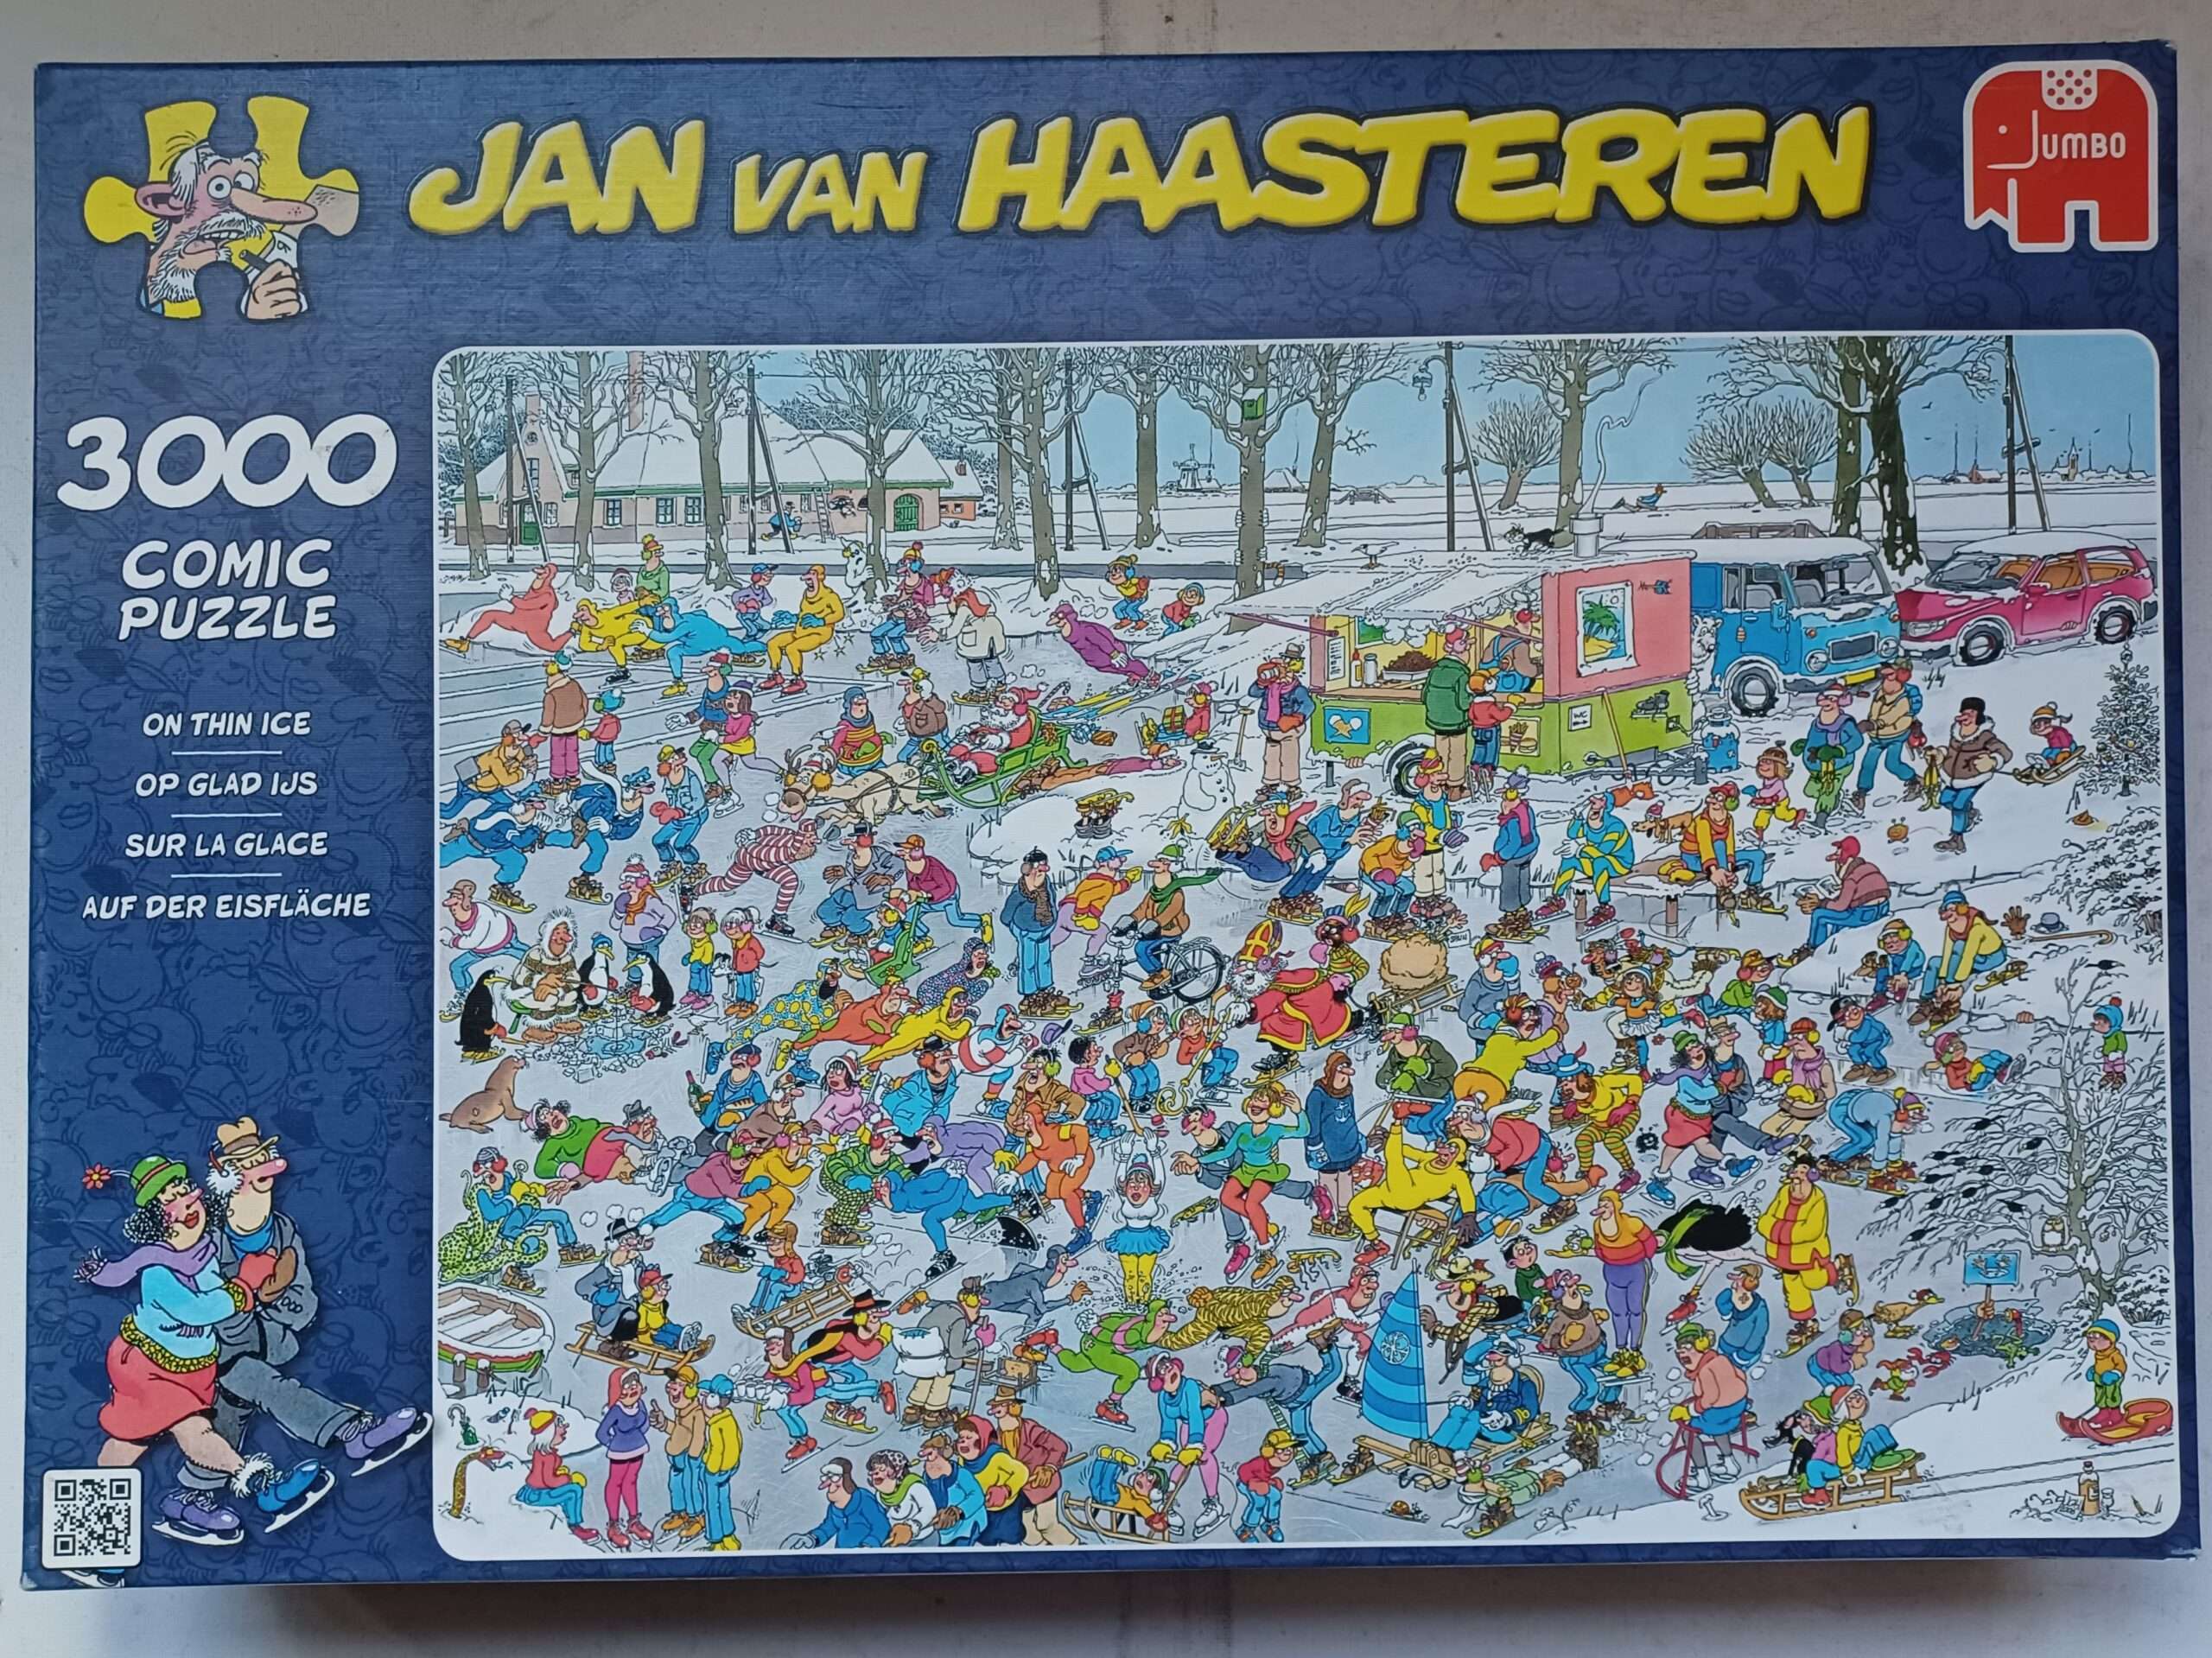 JAN VAN HAASTEREN
JUMBO
3000
COMIC
PUZZLE
ON THIN ICE
OP GLAD IJS
SUR LA GLACE
AUF DER EISFLÄCHE
WC